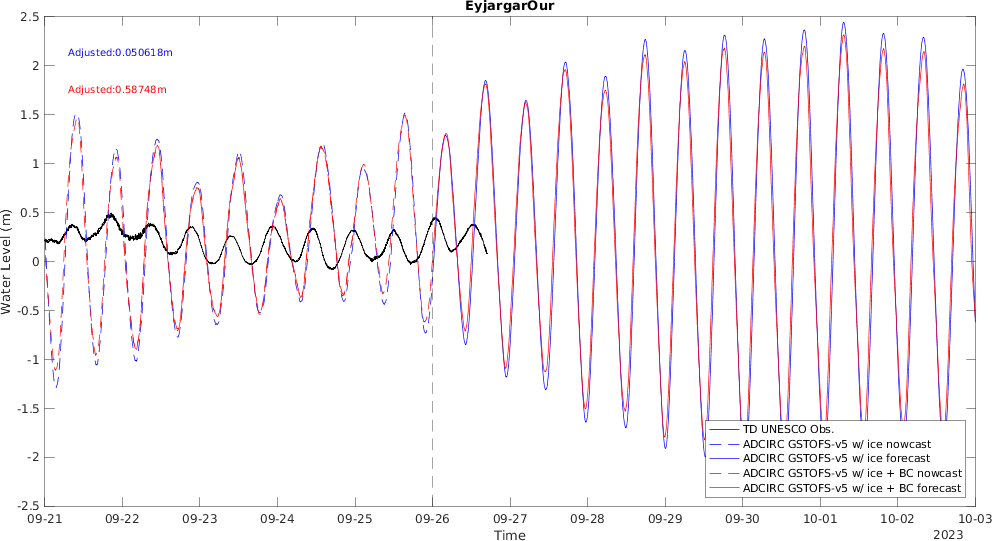 EyjargarOur
Adjusted:0.050618m
Adjusted:0.58748m
Water Level (m)
2.5
2
1.5
1
0.5
0
-0.5
-1
-1.5
-2
-2.5
TD UNESCO Obs.
ADCIRC GSTOFS-v5 w/ ice nowcast
ADCIRC GSTOFS-v5 w/ ice forecast
ADCIRC GSTOFS-v5 w/ ice + BC nowcast
ADCIRC GSTOFS-v5 w/ ice + BC forecast
09-21 09-22 09-23 09-24 09-25 09-26 09-27 09-28 09-29 09-30 10-01 10-02 10-03
Time
2023